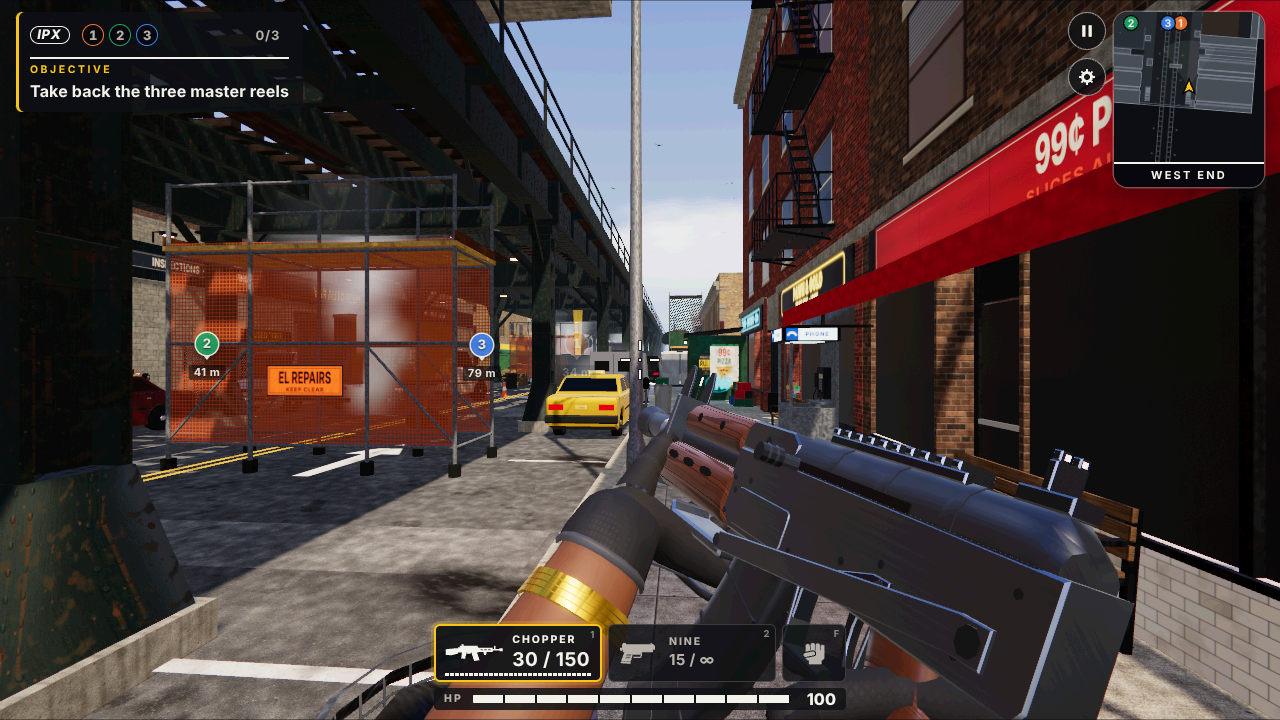 IPX 1 2 3 0/3
OBJECTIVE
Take back the three master reels
2 3 1
WEST END
99¢ P
SLICES A
INSPECTIONS
2
41 m
3
79 m
34 m
EL REPAIRS
KEEP CLEAR
PHONE
99¢
PIZZA
CHOPPER 1
30 / 150
NINE 2
15 / ∞
F
HP 100